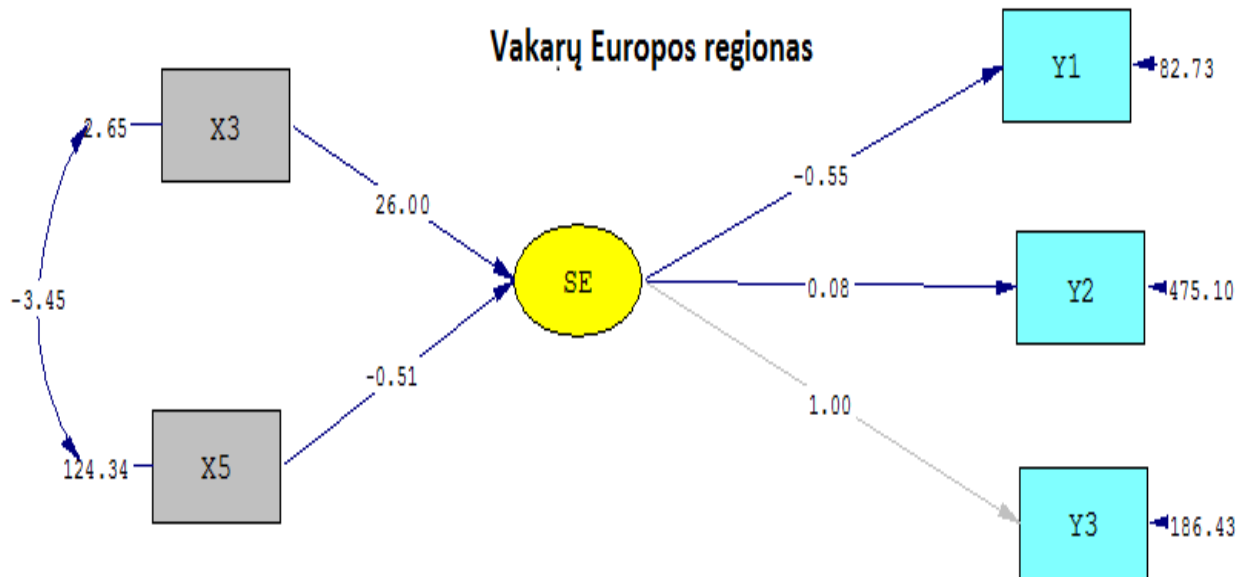 Vakarų Europos regionas
Y1
82.73
2.65
X3
-0.55
26.00
SE
0.08
Y2
475.10
-3.45
-0.51
1.00
124.34
X5
Y3
186.43